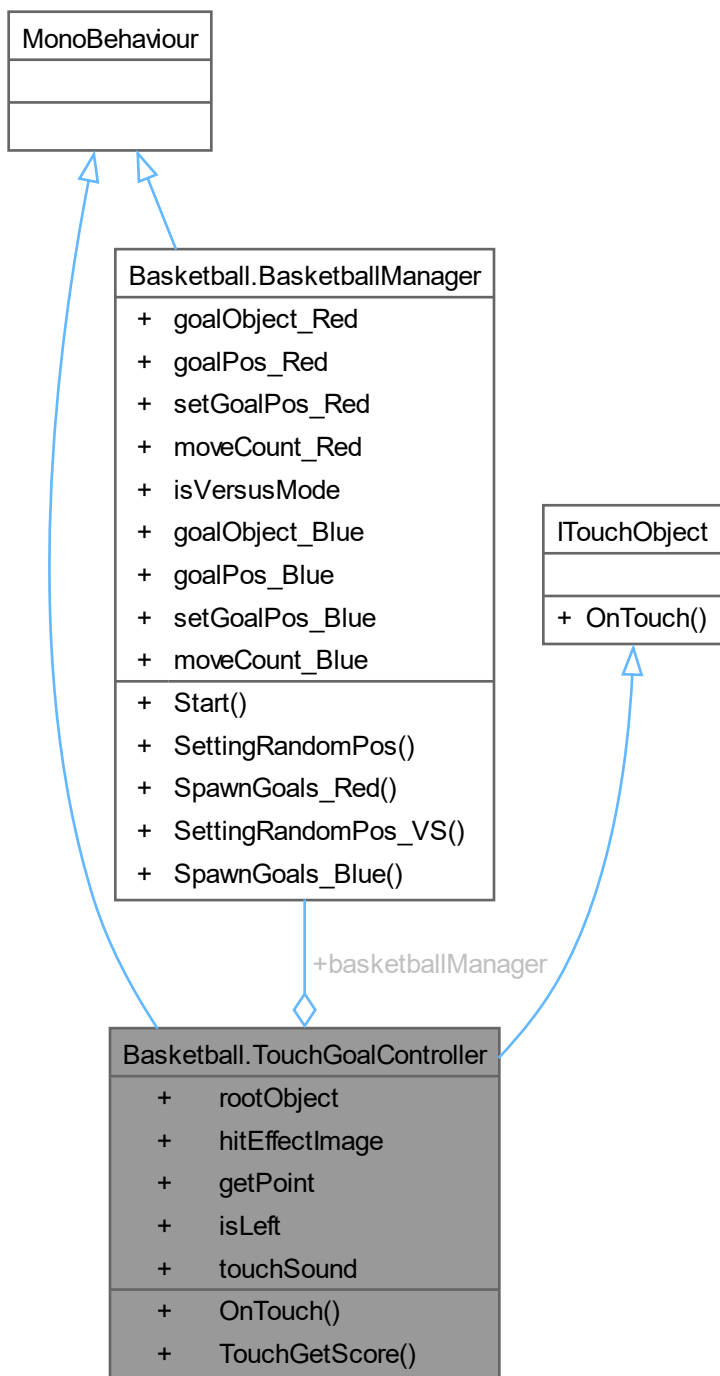 MonoBehaviour
Basketball.BasketballManager
+ goalObject_Red
+ goalPos_Red
+ setGoalPos_Red
+ moveCount_Red
+ isVersusMode
+ goalObject_Blue
+ goalPos_Blue
+ setGoalPos_Blue
+ moveCount_Blue
+ Start()
+ SettingRandomPos()
+ SpawnGoals_Red()
+ SettingRandomPos_VS()
+ SpawnGoals_Blue()
ITouchObject
+ OnTouch()
+basketballManager
Basketball.TouchGoalController
+ rootObject
+ hitEffectImage
+ getPoint
+ isLeft
+ touchSound
+ OnTouch()
+ TouchGetScore()